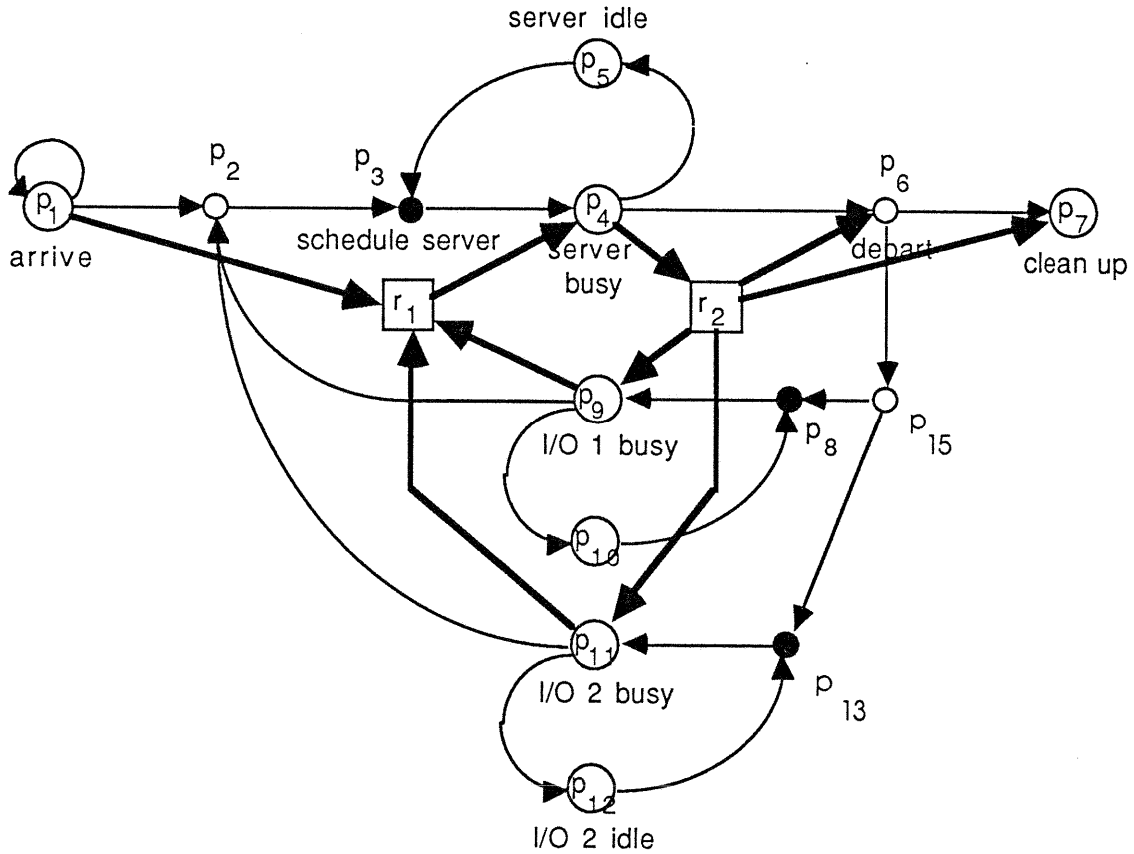 server idle
p5
p2
p3
p6
p1
p4
p7
schedule server
arrive
server
busy
depart
clean up
r1
r2
p9
p8
p15
I/O 1 busy
p10
p11
I/O 2 busy
p13
p12
I/O 2 idle